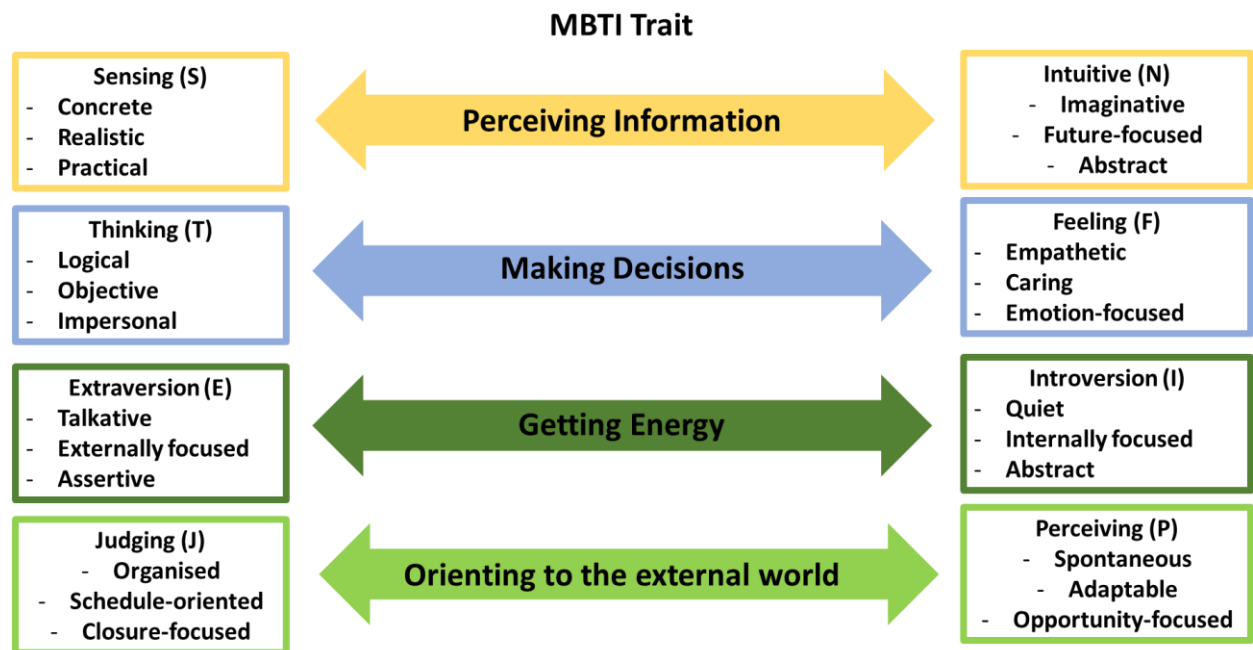 MBTI Trait
Sensing (S)
- Concrete
- Realistic
- Practical
Perceiving Information
Intuitive (N)
- Imaginative
- Future-focused
- Abstract
Thinking (T)
- Logical
- Objective
- Impersonal
Making Decisions
Feeling (F)
- Empathetic
- Caring
- Emotion-focused
Extraversion (E)
- Talkative
- Externally focused
- Assertive
Getting Energy
Introversion (I)
- Quiet
- Internally focused
- Abstract
Judging (J)
- Organised
- Schedule-oriented
- Closure-focused
Orienting to the external world
Perceiving (P)
- Spontaneous
- Adaptable
- Opportunity-focused